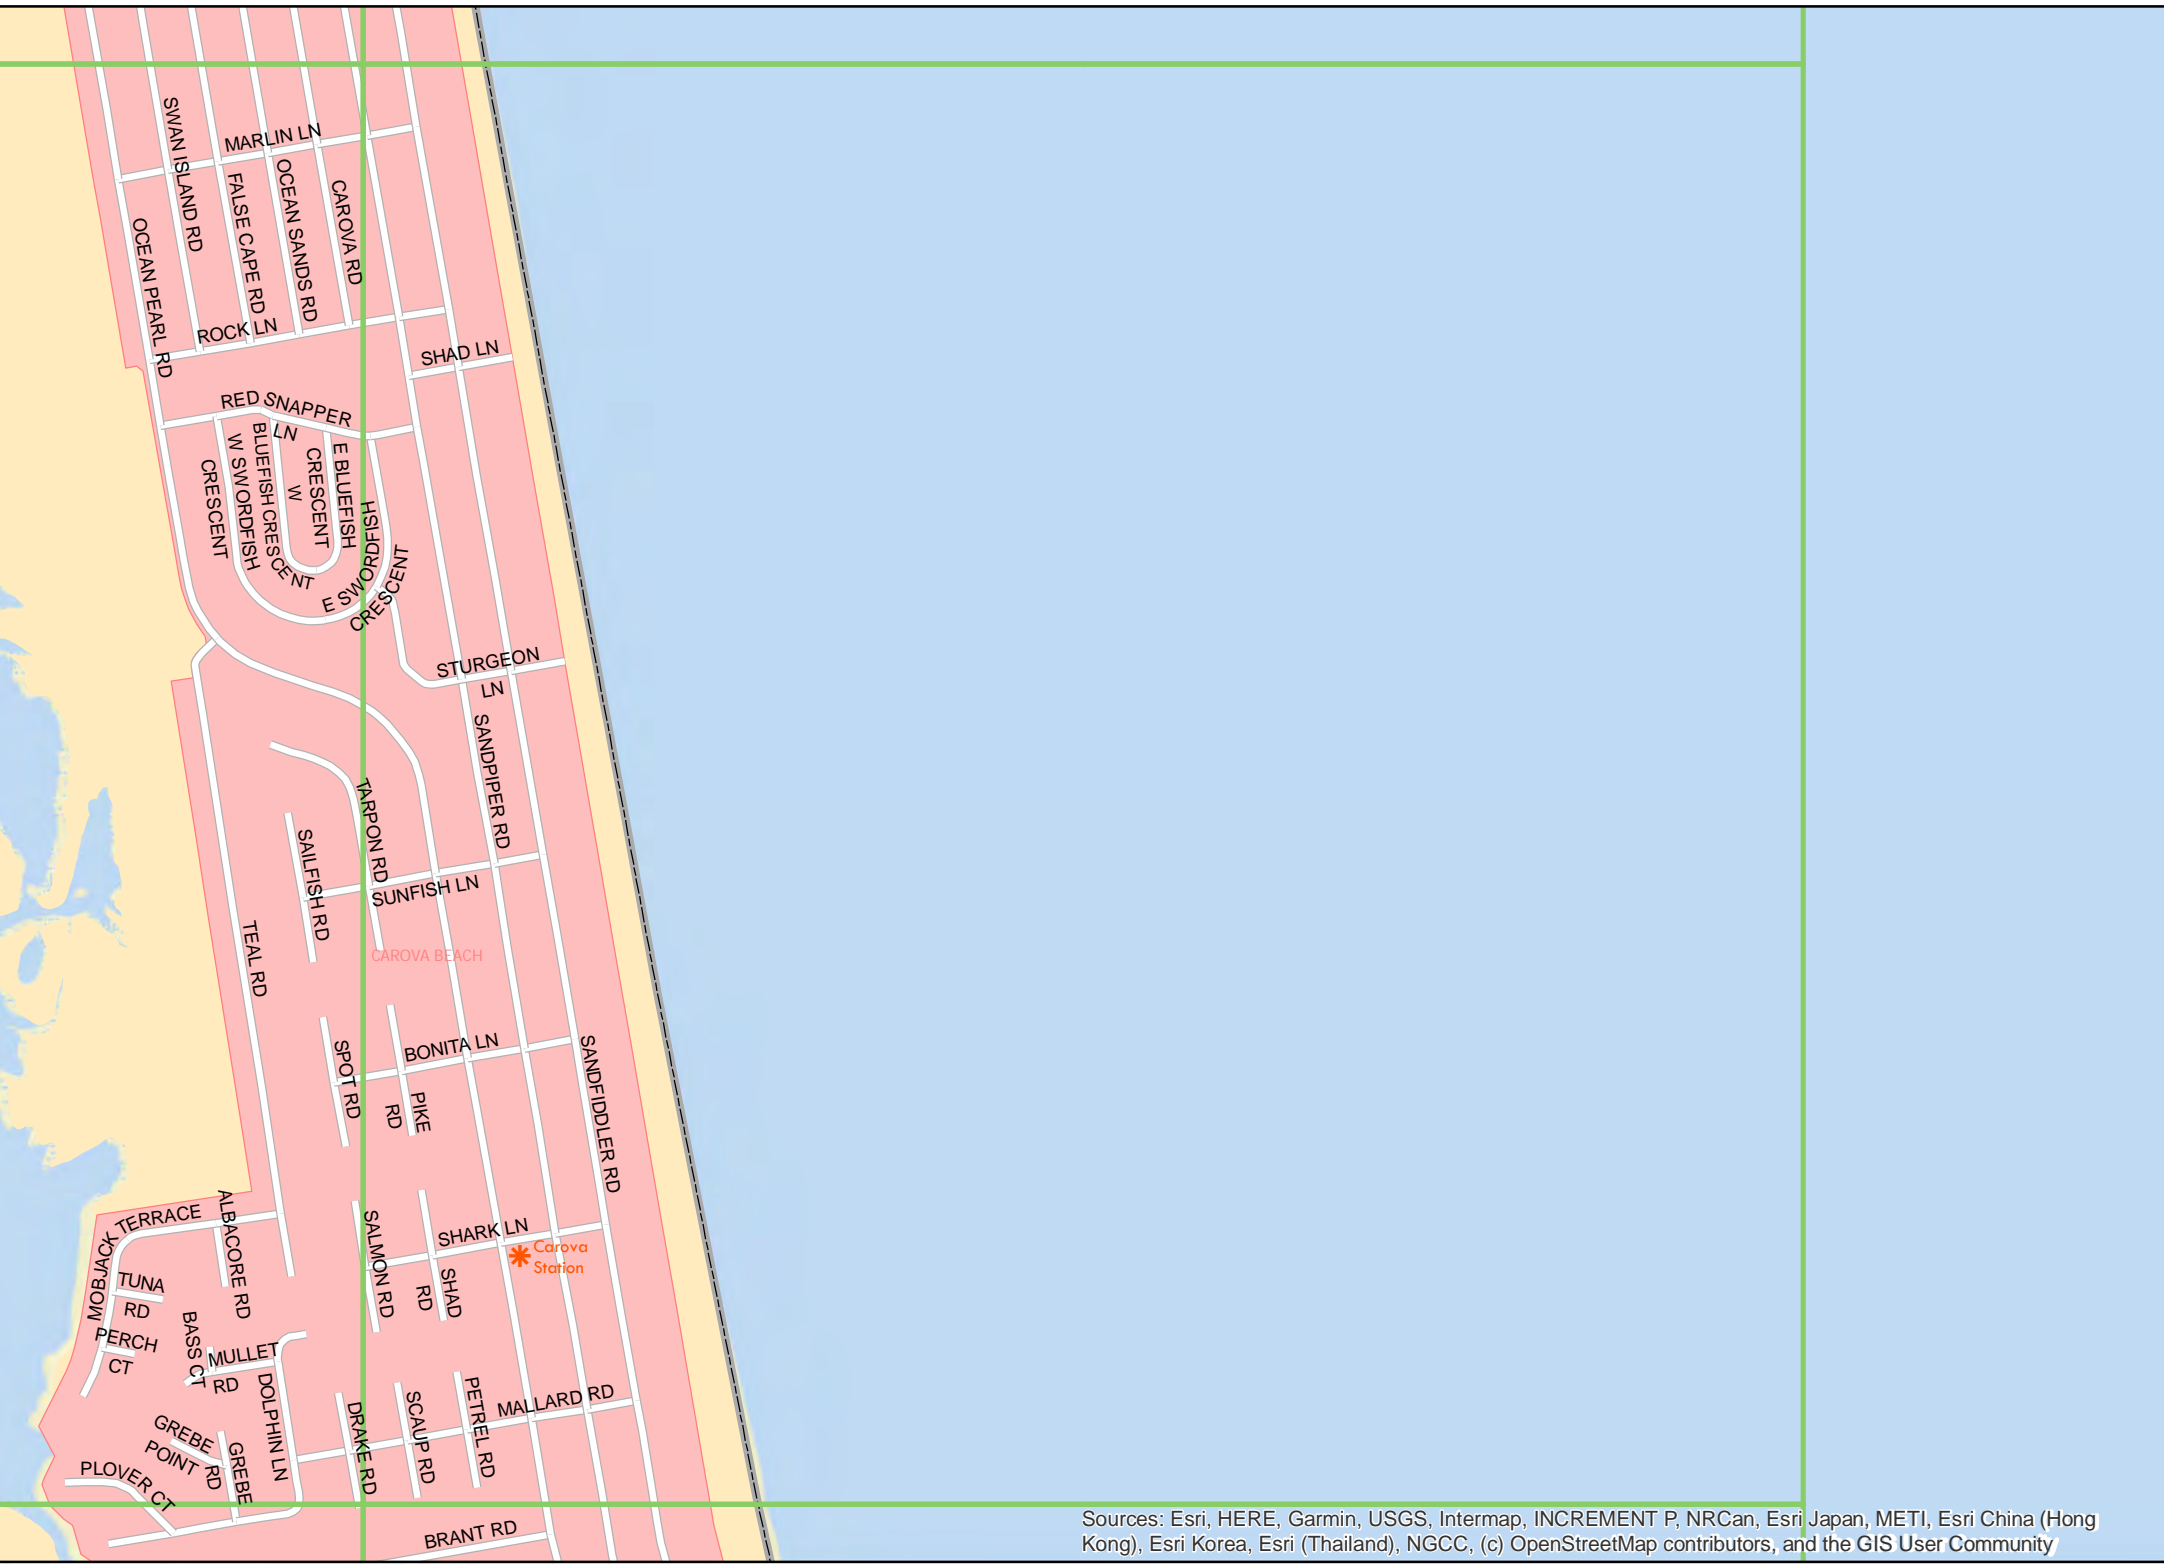 SWAN ISLAND RD
MARLIN LN
FALSE CAPE RD
OCEAN SANDS RD
CAROVA RD
OCEAN PEARL RD
ROCK LN
SHAD LN
RED SNAPPER
LN
CRESCENT
W SWORDFISH
BLUEFISH CRESCENT
W
CRESCENT
E BLUEFISH
E SWORDFISH
CRESCENT
STURGEON
LN
SANDPIPER RD
TARPON RD
SAILFISH RD
SUNFISH LN
TEAL RD
CAROVA BEACH
SPOT RD
BONITA LN
PIKE
RD
SANDFIDDLER RD
MOBJACK TERRACE
ALBACORE RD
SALMON RD
SHARK LN
Carova
Station
SHAD
RD
TUNA
RD
PERCH
CT
BASS CT
MULLET
RD
DOLPHIN LN
DRAKE RD
SCAUP RD
PETREL RD
MALLARD RD
GREBE
POINT
GREBE
RD
PLOVER CT
BRANT RD
Sources: Esri, HERE, Garmin, USGS, Intermap, INCREMENT P, NRCan, Esri Japan, METI, Esri China (Hong
Kong), Esri Korea, Esri (Thailand), NGCC, (c) OpenStreetMap contributors, and the GIS User Community